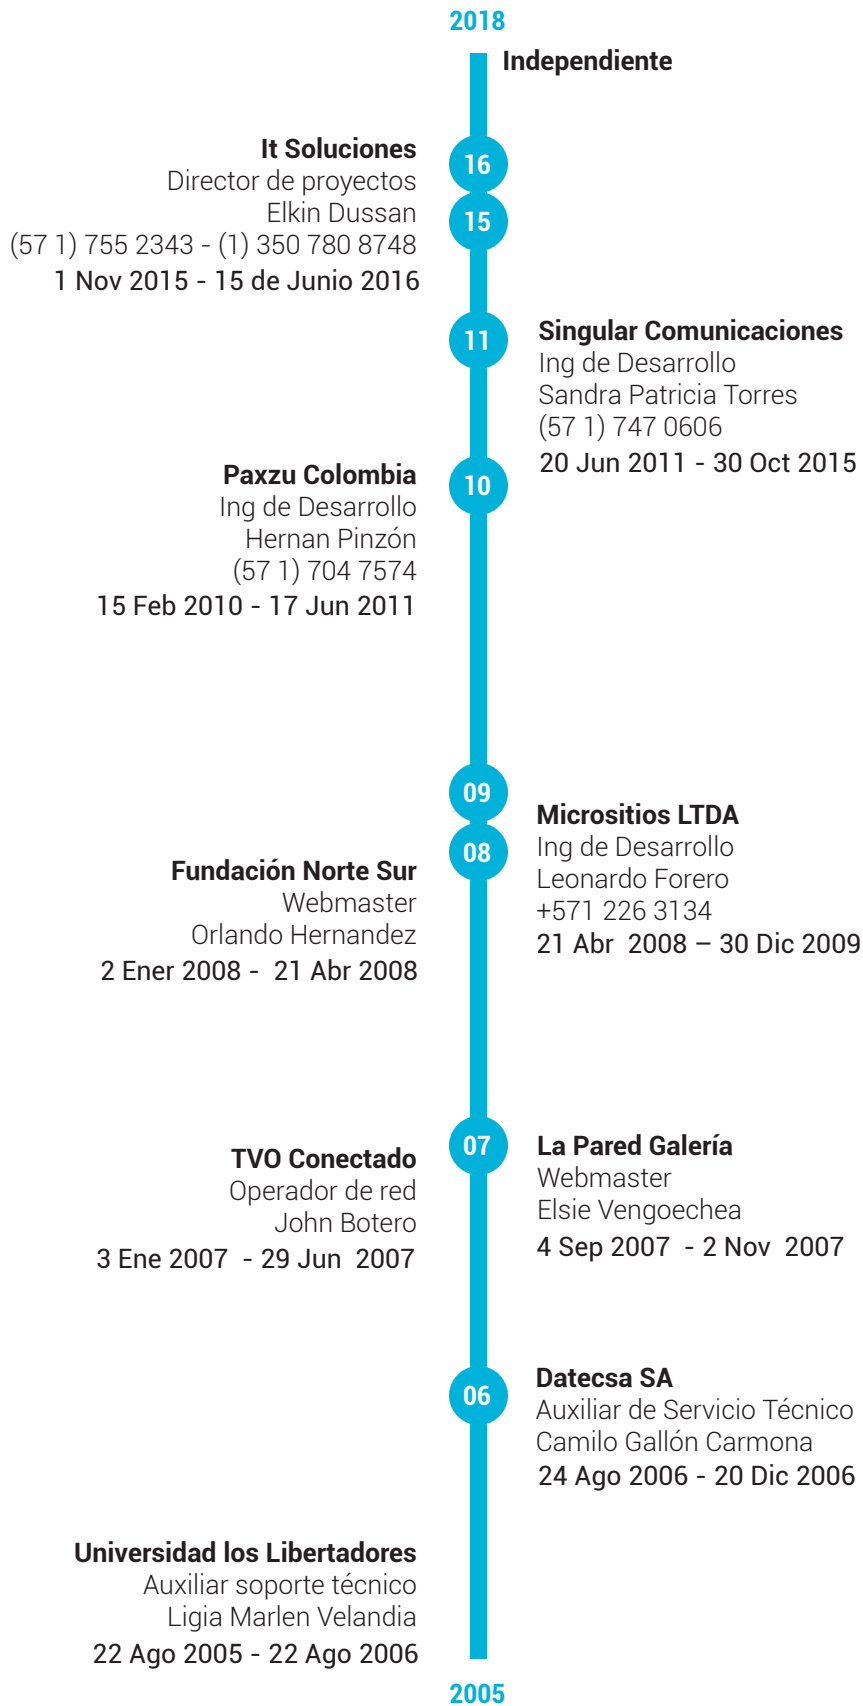 2018
Independiente
It Soluciones
Director de proyectos
Elkin Dussan
(57 1) 755 2343 - (1) 350 780 8748
1 Nov 2015 - 15 de Junio 2016
16
15
11
Singular Comunicaciones
Ing de Desarrollo
Sandra Patricia Torres
(57 1) 747 0606
20 Jun 2011 - 30 Oct 2015
Paxzu Colombia
Ing de Desarrollo
Hernan Pinzón
(57 1) 704 7574
15 Feb 2010 - 17 Jun 2011
10
09
08
Micrositios LTDA
Ing de Desarrollo
Leonardo Forero
+571 226 3134
21 Abr  2008 – 30 Dic 2009
Fundación Norte Sur
Webmaster
Orlando Hernandez
2 Ener 2008 -  21 Abr 2008
07
La Pared Galería
Webmaster
Elsie Vengoechea
4 Sep 2007  - 2 Nov  2007
TVO Conectado
Operador de red
John Botero
3 Ene 2007  - 29 Jun  2007
06
Datecsa SA
Auxiliar de Servicio Técnico
Camilo Gallón Carmona
24 Ago 2006 - 20 Dic 2006
Universidad los Libertadores
Auxiliar soporte técnico
Ligia Marlen Velandia
22 Ago 2005 - 22 Ago 2006
2005